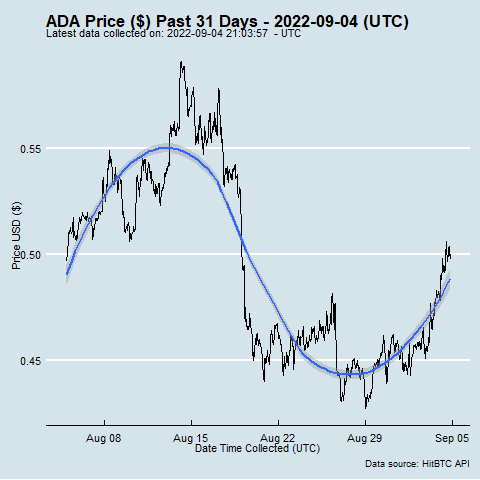 ADA Price ($) Past 31 Days - 2022-09-04 (UTC)
Latest data collected on: 2022-09-04 21:03:57 - UTC
0.55
0.50
0.45
Price USD ($)
Aug 08 Aug 15 Aug 22 Aug 29 Sep 05
Date Time Collected (UTC)
Data source: HitBTC API